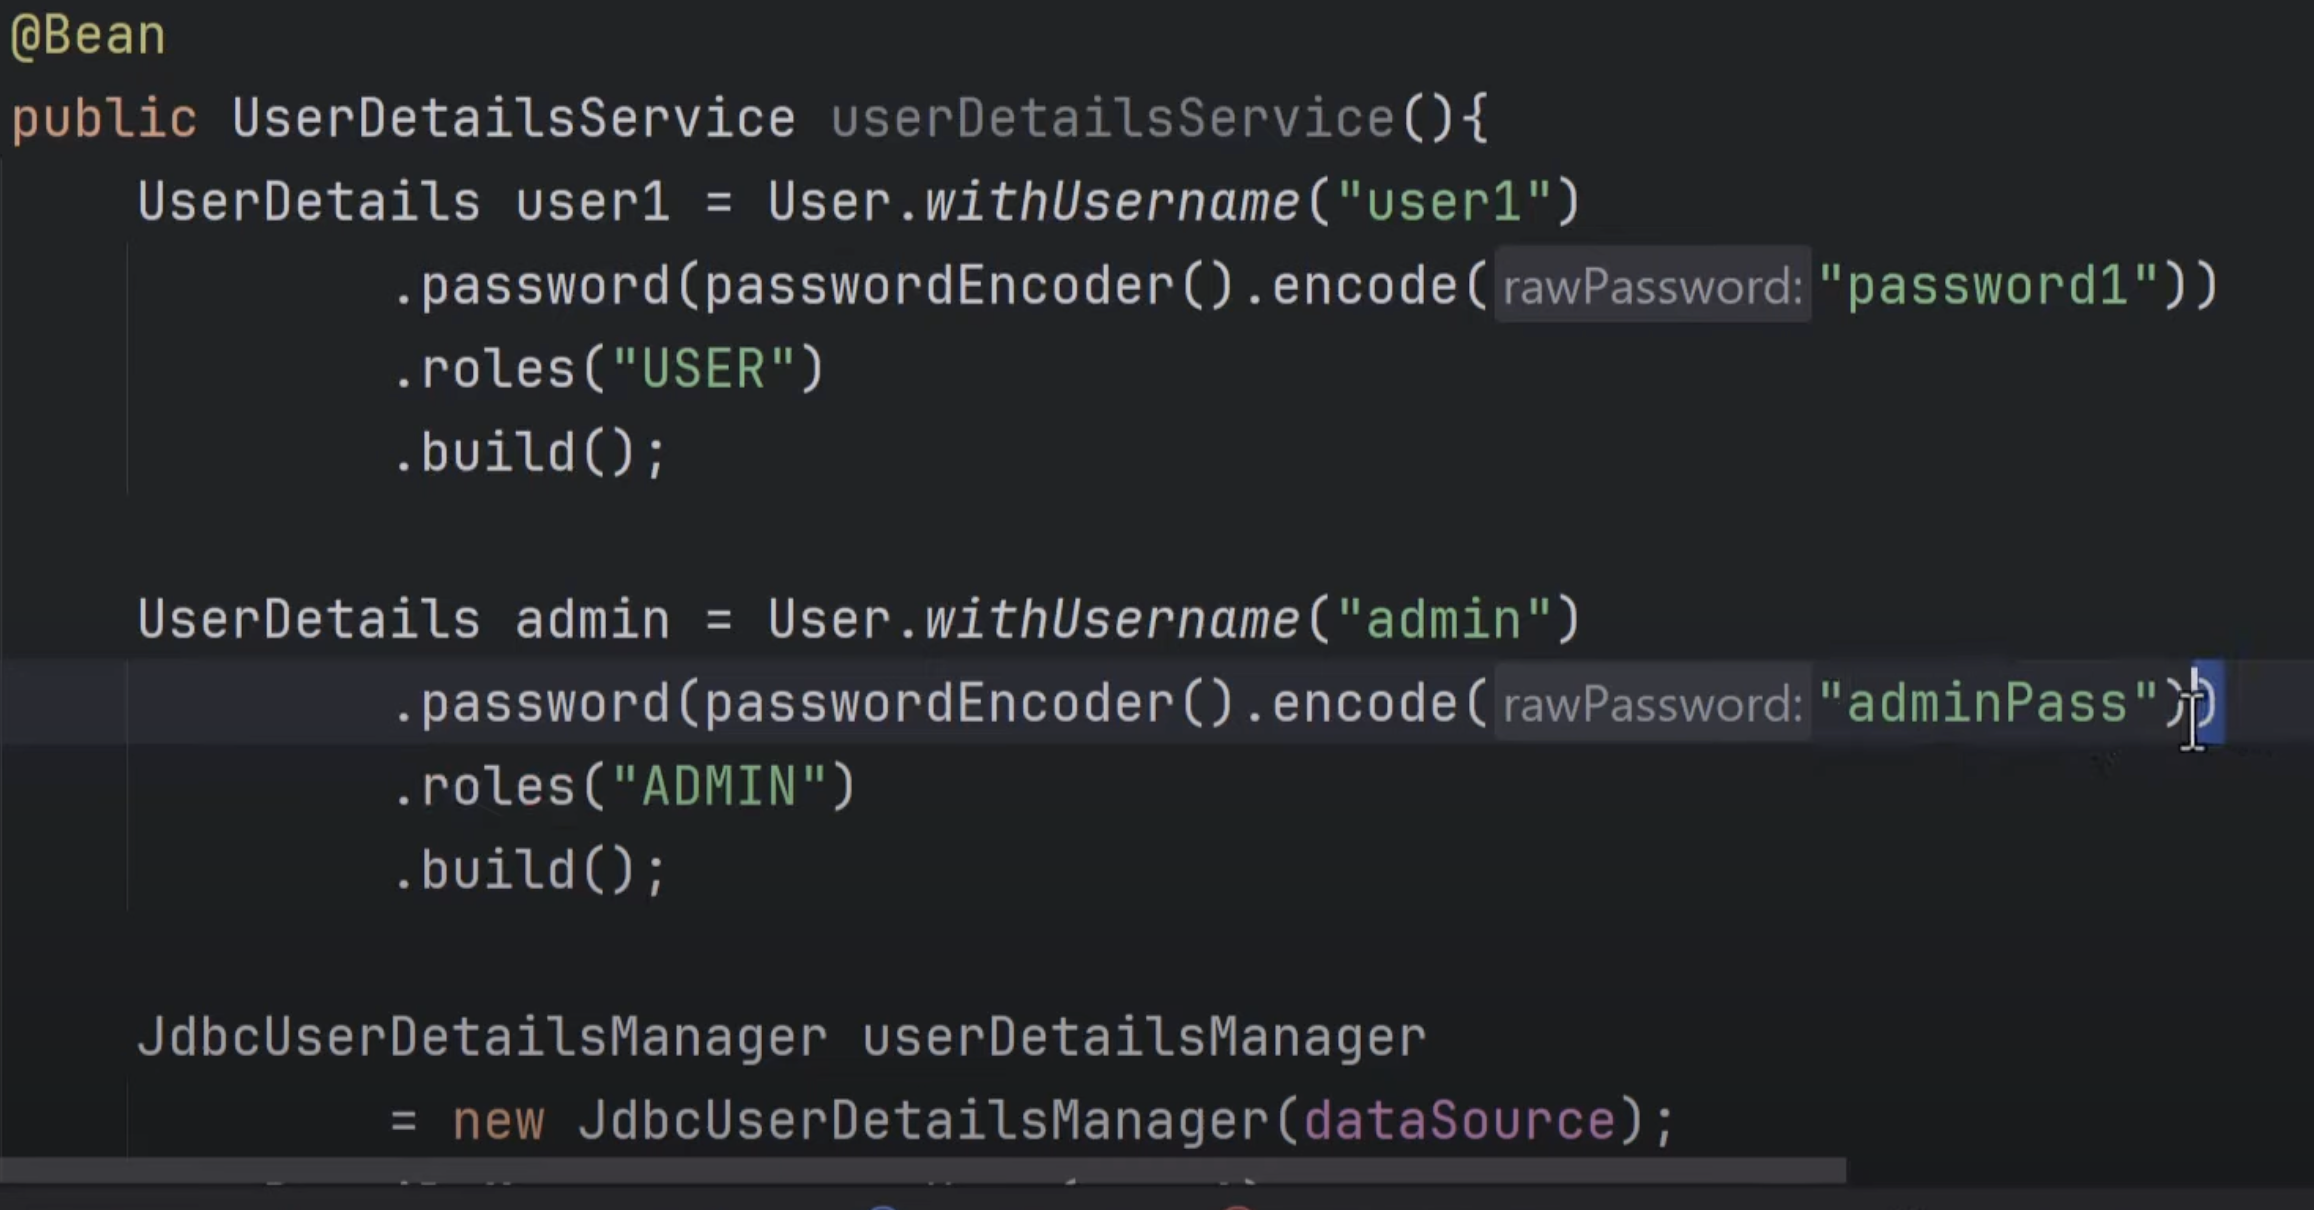 @Bean
public UserDetailsService userDetailsService(){
UserDetails user1 = User.withUsername("user1")
.password(passwordEncoder().encode( rawPassword: "password1"))
.roles("USER")
.build();
UserDetails admin = User.withUsername("admin")
.password(passwordEncoder().encode( rawPassword: "adminPass"))
.roles("ADMIN")
.build();
JdbcUserDetailsManager userDetailsManager
= new JdbcUserDetailsManager(dataSource);